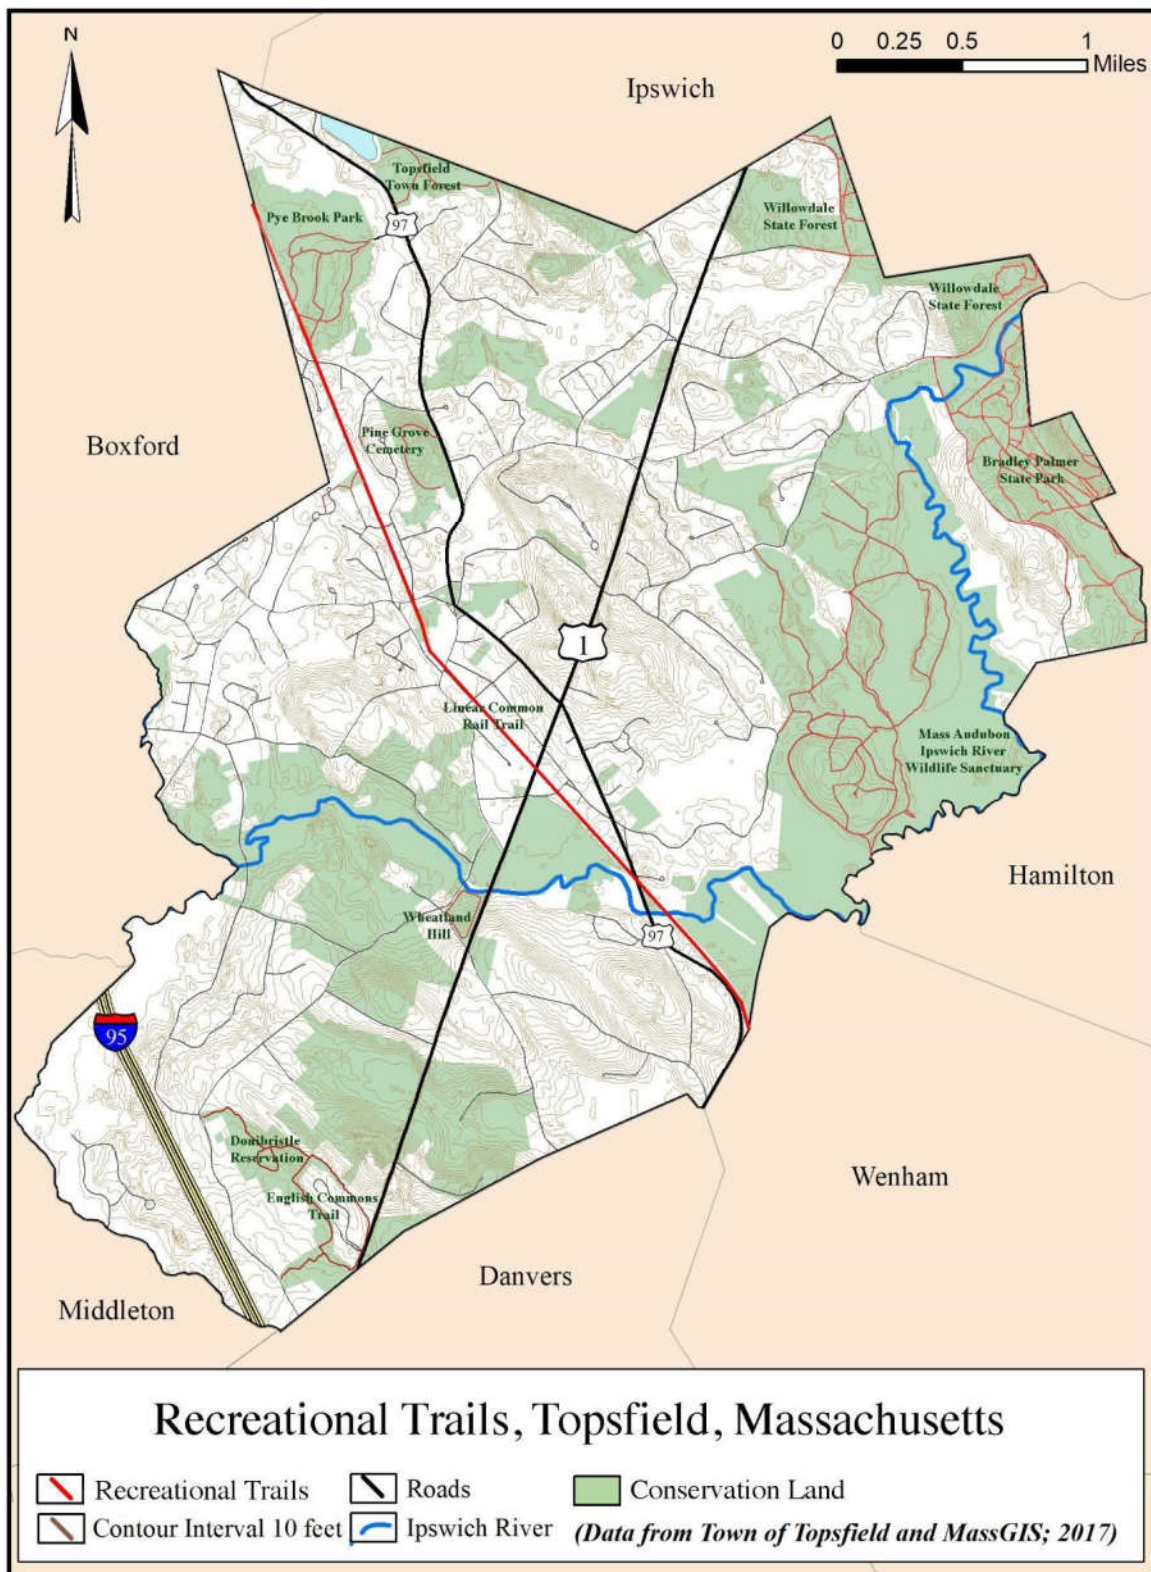 N
0 0.25 0.5 1
Miles
Ipswich
Topsfield
Town Forest
Pye Brook Park
97
Willowdale
State Forest
Willowdale
State Forest
Boxford
Pine Grove
Cemetery
Bradley Palmer
State Park
1
Linear Common
Rail Trail
Mass Audubon
Ipswich River
Wildlife Sanctuary
Hamilton
Wheatland
Hill
97
95
Donibristle
Reservation
English Commons
Trail
Wenham
Danvers
Middleton
Recreational Trails, Topsfield, Massachusetts
Recreational Trails
Roads
Conservation Land
Contour Interval 10 feet
Ipswich River
(Data from Town of Topsfield and MassGIS; 2017)